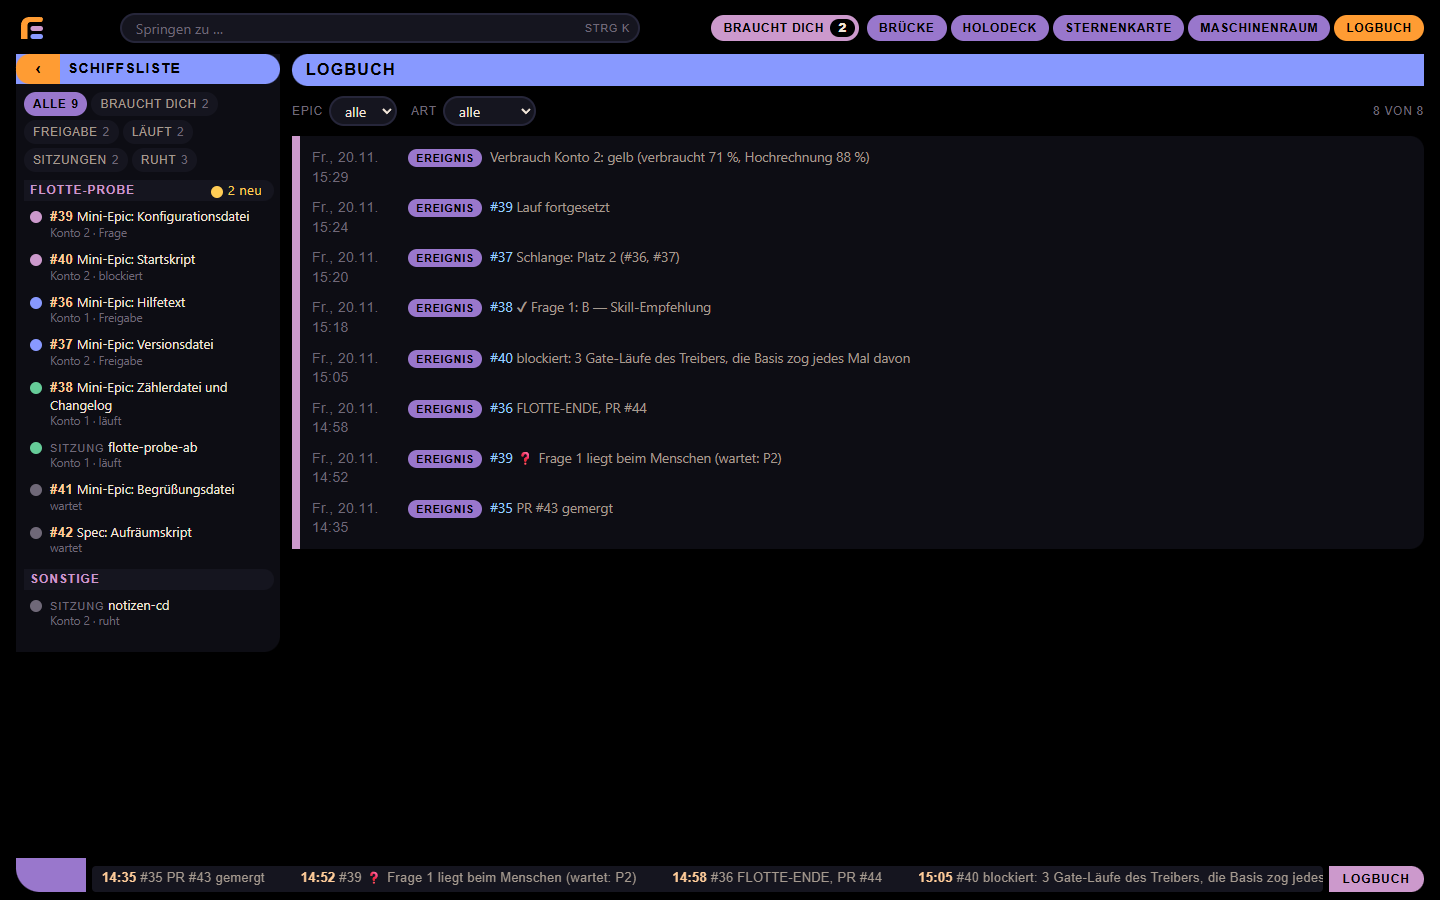 Springen zu ... STRG K
BRAUCHT DICH 2
BRÜCKE
HOLODECK
STERNENKARTE
MASCHINENRAUM
LOGBUCH
‹ SCHIFFSLISTE
ALLE 9
BRAUCHT DICH 2
FREIGABE 2
LÄUFT 2
SITZUNGEN 2
RUHT 3
FLOTTE-PROBE 2 neu
#39 Mini-Epic: Konfigurationsdatei
Konto 2 · Frage
#40 Mini-Epic: Startskript
Konto 2 · blockiert
#36 Mini-Epic: Hilfetext
Konto 1 · Freigabe
#37 Mini-Epic: Versionsdatei
Konto 2 · Freigabe
#38 Mini-Epic: Zählerdatei und
Changelog
Konto 1 · läuft
SITZUNG flotte-probe-ab
Konto 1 · läuft
#41 Mini-Epic: Begrüßungsdatei
wartet
#42 Spec: Aufräumskript
wartet
SONSTIGE
SITZUNG notizen-cd
Konto 2 · ruht
LOGBUCH
EPIC alle ART alle 8 VON 8
Fr., 20.11. EREIGNIS Verbrauch Konto 2: gelb (verbraucht 71 %, Hochrechnung 88 %)
15:29
Fr., 20.11. EREIGNIS #39 Lauf fortgesetzt
15:24
Fr., 20.11. EREIGNIS #37 Schlange: Platz 2 (#36, #37)
15:20
Fr., 20.11. EREIGNIS #38 ✓ Frage 1: B — Skill-Empfehlung
15:18
Fr., 20.11. EREIGNIS #40 blockiert: 3 Gate-Läufe des Treibers, die Basis zog jedes Mal davon
15:05
Fr., 20.11. EREIGNIS #36 FLOTTE-ENDE, PR #44
14:58
Fr., 20.11. EREIGNIS #39 ❓ Frage 1 liegt beim Menschen (wartet: P2)
14:52
Fr., 20.11. EREIGNIS #35 PR #43 gemergt
14:35
14:35 #35 PR #43 gemergt 14:52 #39 ❓ Frage 1 liegt beim Menschen (wartet: P2) 14:58 #36 FLOTTE-ENDE, PR #44 15:05 #40 blockiert: 3 Gate-Läufe des Treibers, die Basis zog jedes
LOGBUCH